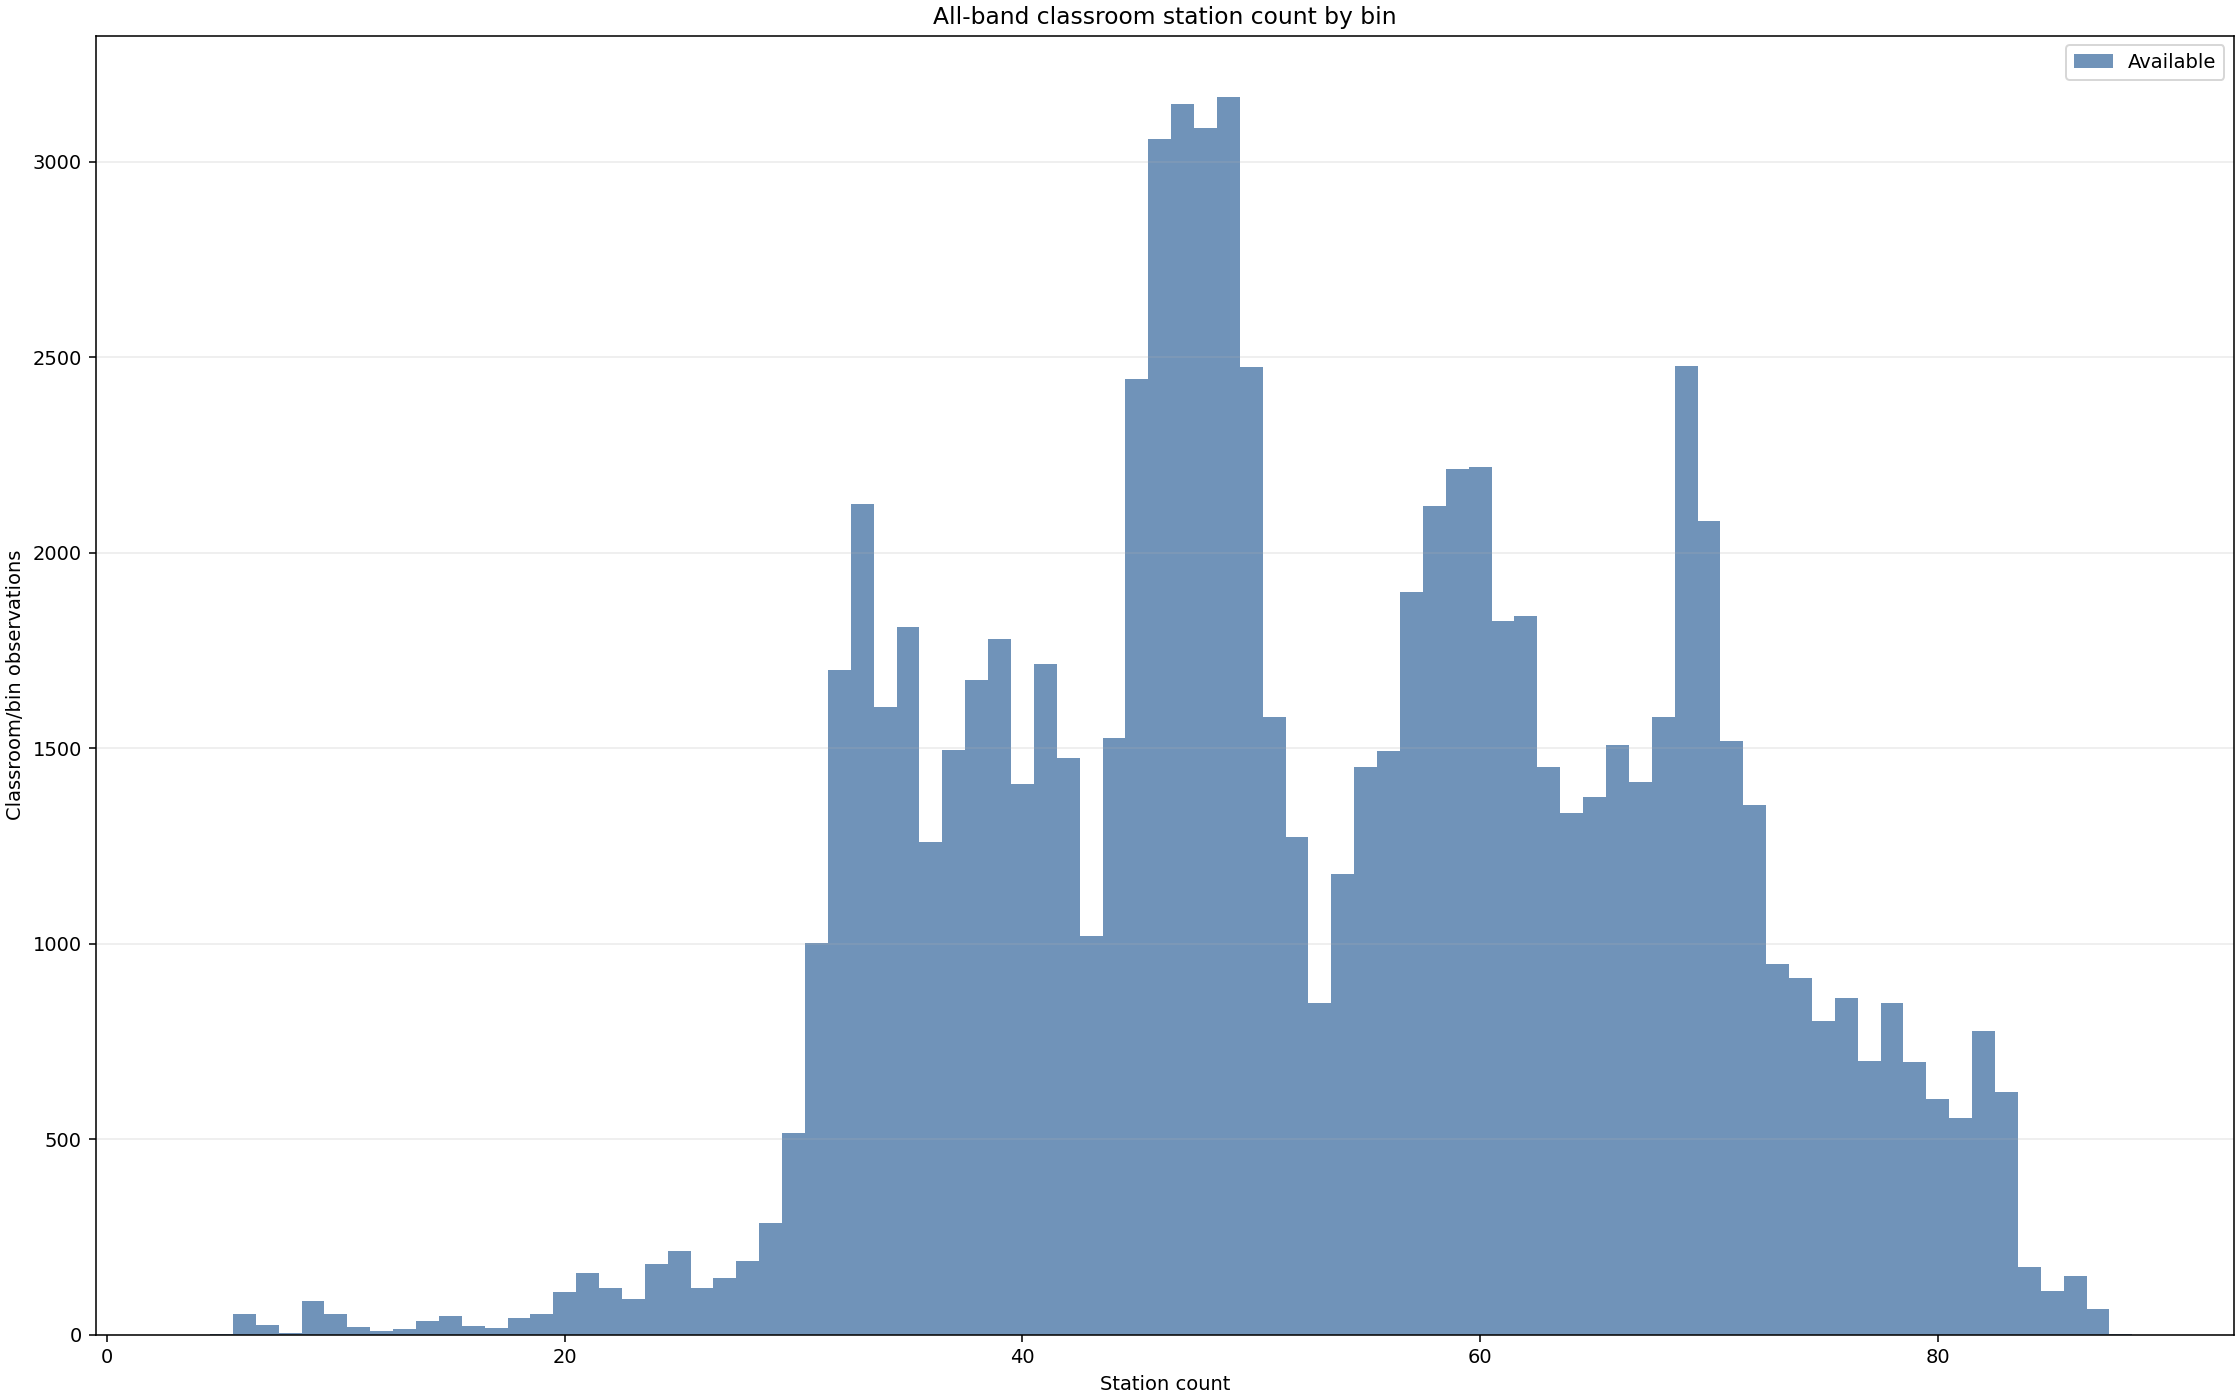 All-band classroom station count by bin
Available
Classroom/bin observations
3000
2500
2000
1500
1000
500
0
0 20 40 60 80
Station count